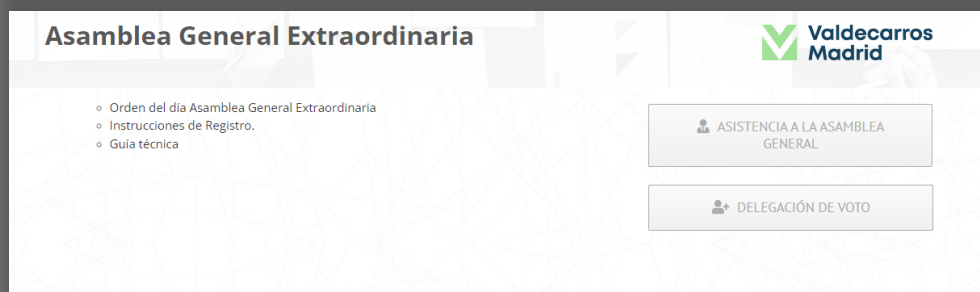 Asamblea General Extraordinaria
Valdecarros
Madrid
Orden del día Asamblea General Extraordinaria
Instrucciones de Registro.
Guía técnica
ASISTENCIA A LA ASAMBLEA
GENERAL
DELEGACIÓN DE VOTO